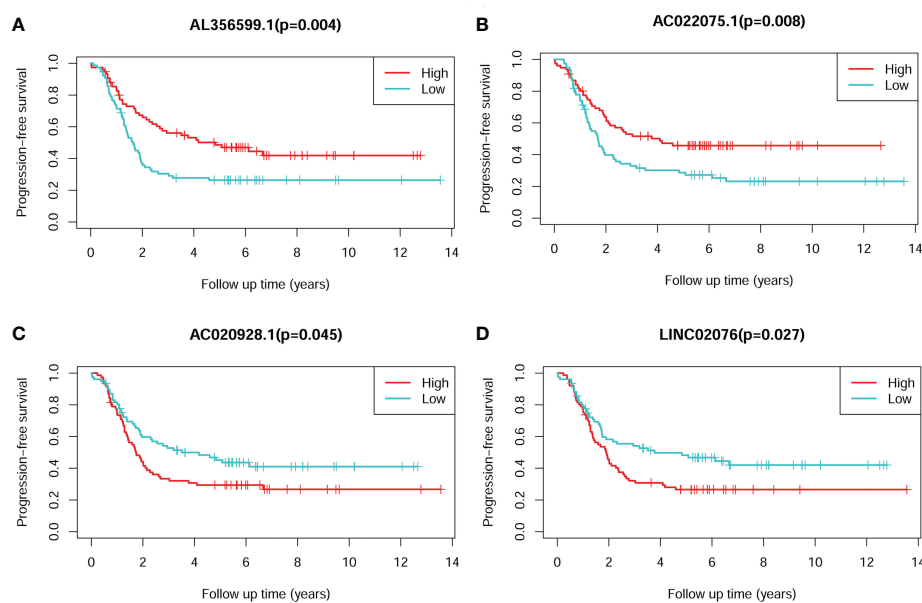 A
AL356599.1(p=0.004)
Progression−free survival
0.0 0.2 0.4 0.6 0.8 1.0
High
Low
0 2 4 6 8 10 12 14
Follow up time (years)
B
AC022075.1(p=0.008)
Progression−free survival
0.0 0.2 0.4 0.6 0.8 1.0
High
Low
0 2 4 6 8 10 12 14
Follow up time (years)
C
AC020928.1(p=0.045)
Progression−free survival
0.0 0.2 0.4 0.6 0.8 1.0
High
Low
0 2 4 6 8 10 12 14
Follow up time (years)
D
LINC02076(p=0.027)
Progression−free survival
0.0 0.2 0.4 0.6 0.8 1.0
High
Low
0 2 4 6 8 10 12 14
Follow up time (years)